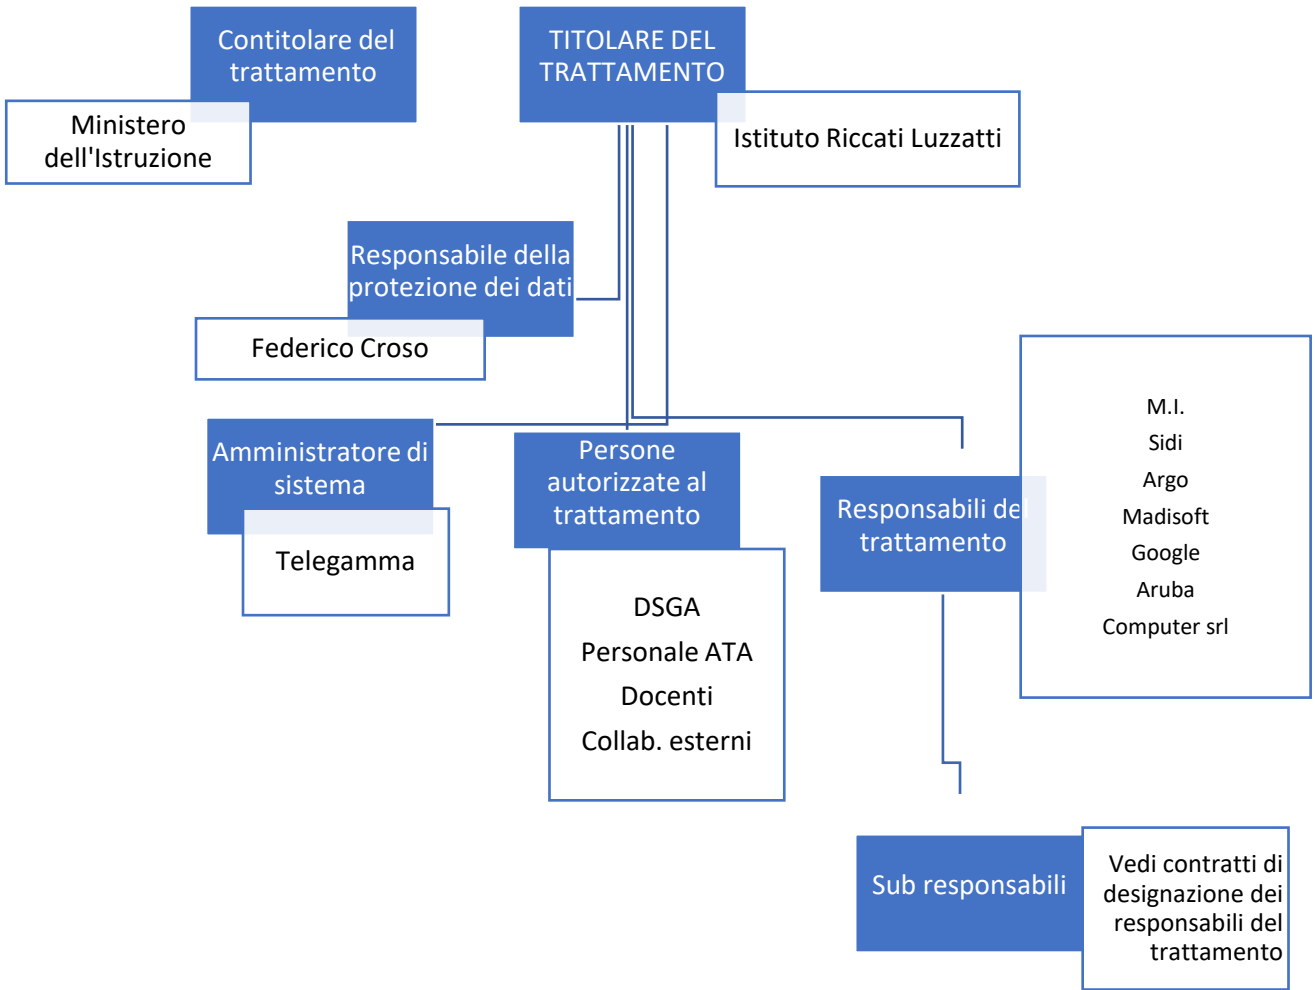 Contitolare del
trattamento
Ministero
dell'Istruzione
TITOLARE DEL
TRATTAMENTO
Istituto Riccati Luzzatti
Responsabile della
protezione dei dati
Federico Croso
Amministratore di
sistema
Telegamma
Persone
autorizzate al
trattamento
DSGA
Personale ATA
Docenti
Collab. esterni
Responsabili del
trattamento
M.I.
Sidi
Argo
Madisoft
Google
Aruba
Computer srl
Sub responsabili
Vedi contratti di
designazione dei
responsabili del
trattamento